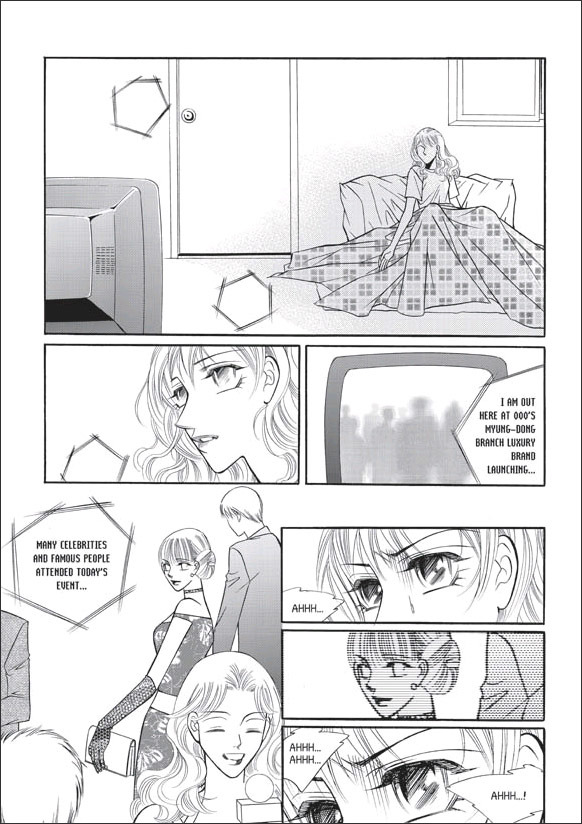 I AM OUT
HERE AT OOO'S
MYUNG-DONG
BRANCH LUXURY
BRAND
LAUNCHING...
MANY CELEBRITIES
AND FAMOUS PEOPLE
ATTENDED TODAY'S
EVENT...
AHHH...
AHHH...
AHHH...
AHHH...!